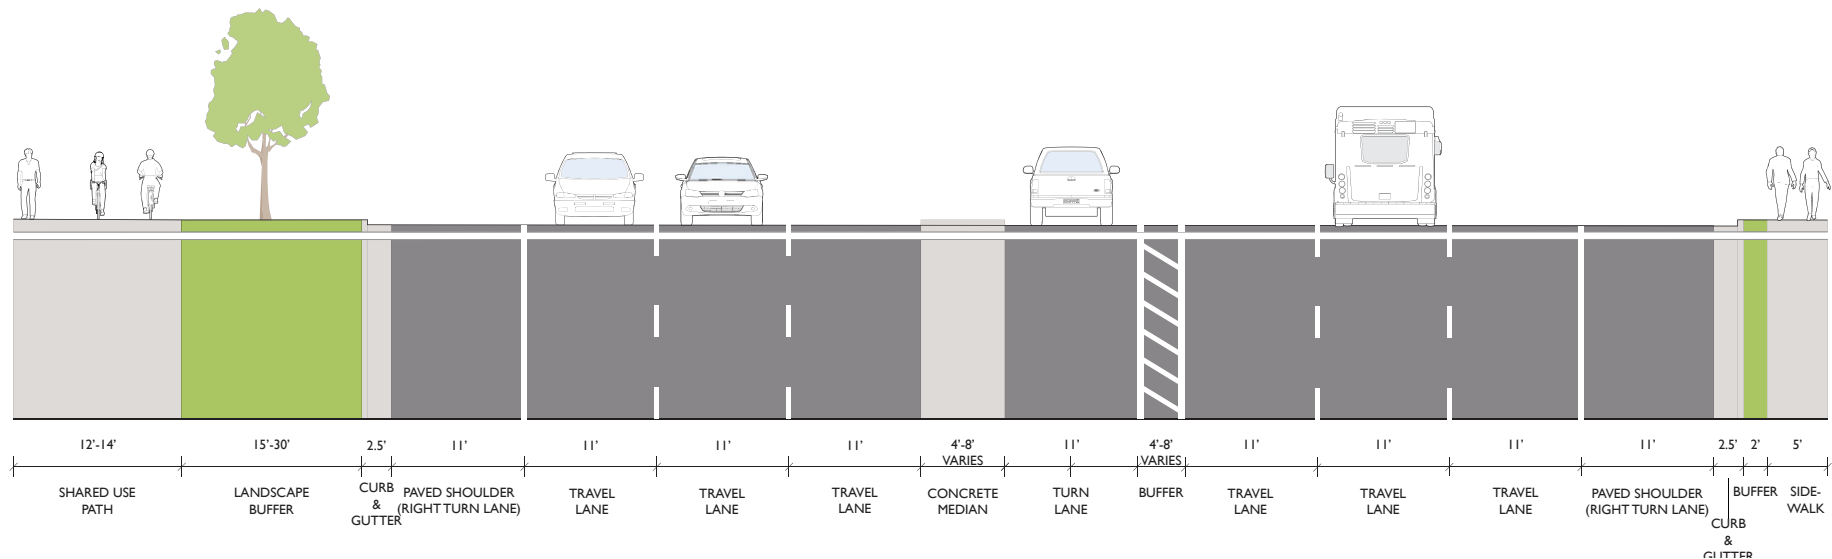 12'-14' 15'-30' 2.5' 11' 11' 11' 11' 4'-8' 11' 4'-8' 11' 11' 11' 11' 2.5' 2' 5'
VARIES VARIES
SHARED USE
PATH
LANDSCAPE
BUFFER
CURB
&
GUTTER
PAVED SHOULDER
(RIGHT TURN LANE)
TRAVEL
LANE
TRAVEL
LANE
TRAVEL
LANE
CONCRETE
MEDIAN
TURN
LANE
BUFFER
TRAVEL
LANE
TRAVEL
LANE
TRAVEL
LANE
PAVED SHOULDER
(RIGHT TURN LANE)
CURB
&
GUTTER
BUFFER
SIDE-
WALK